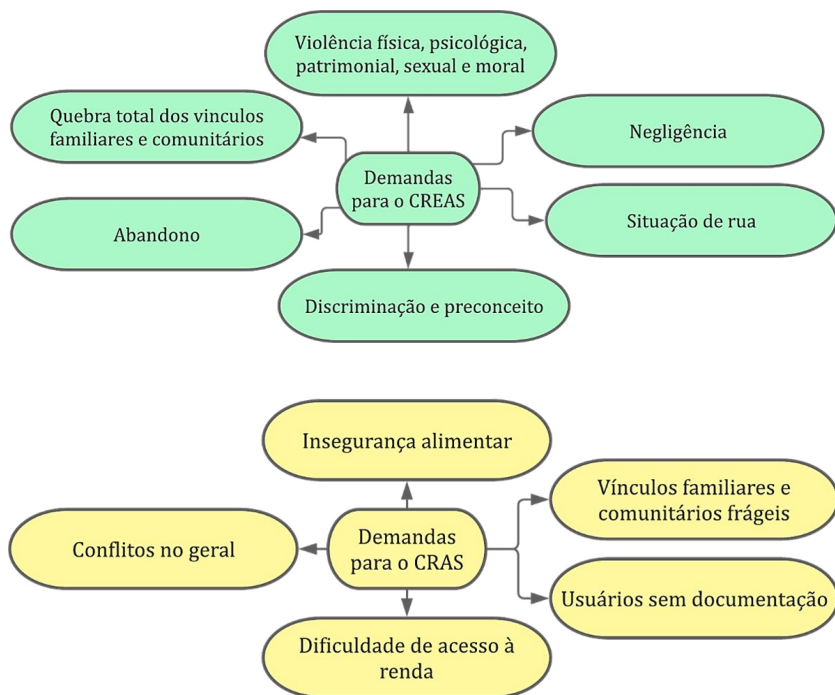 Violência física, psicológica,
patrimonial, sexual e moral
Quebra total dos vinculos
familiares e comunitários
Negligência
Demandas
para o CREAS
Abandono
Situação de rua
Discriminação e preconceito
Insegurança alimentar
Vínculos familiares e
comunitários frágeis
Conflitos no geral
Demandas
para o CRAS
Usuários sem documentação
Dificuldade de acesso à
renda